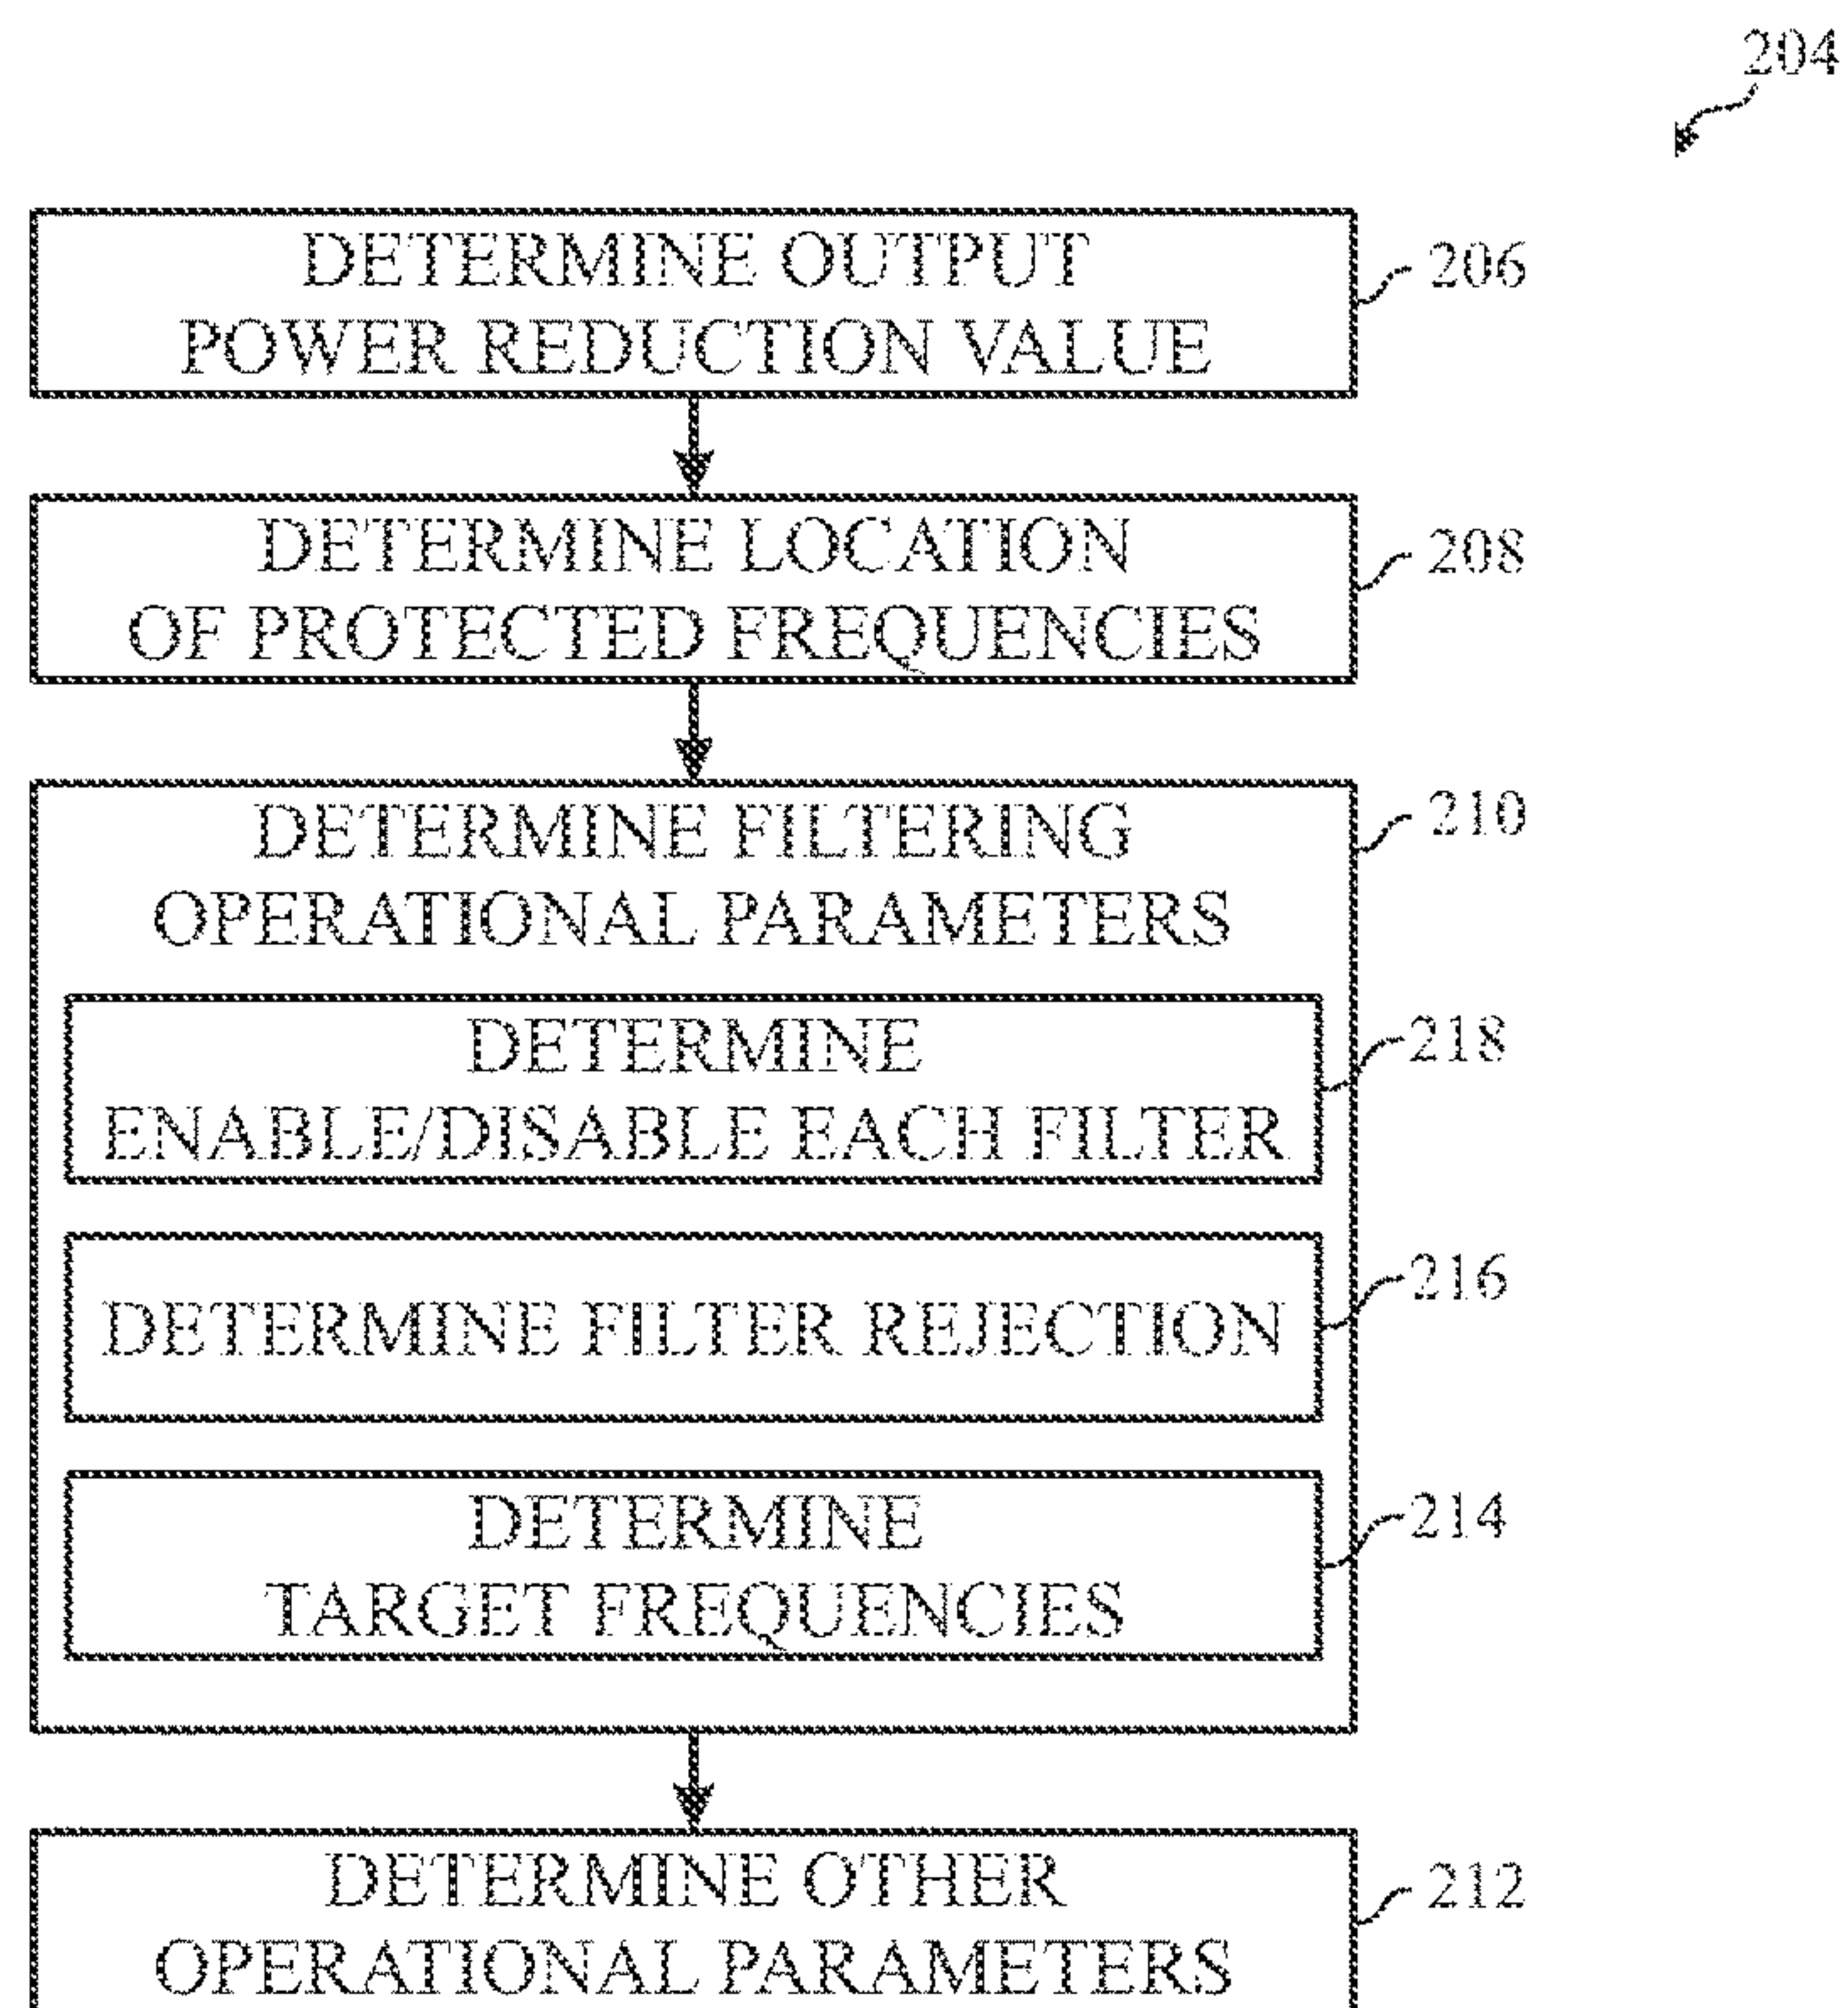 204
DETERMINE OUTPUT
POWER REDUCTION VALUE
206
DETERMINE LOCATION
OF PROTECTED FREQUENCIES
208
DETERMINE FILTERING
OPERATIONAL PARAMETERS
210
DETERMINE
ENABLE/DISABLE EACH FILTER
218
DETERMINE FILTER REJECTION
216
DETERMINE
TARGET FREQUENCIES
214
DETERMINE OTHER
OPERATIONAL PARAMETERS
212